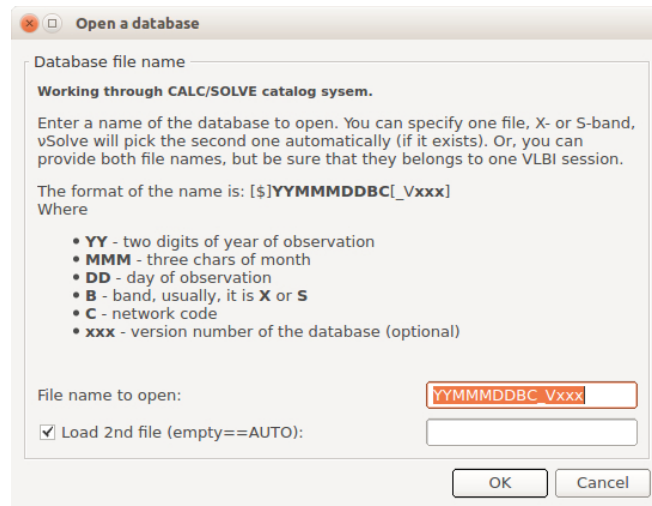 Open a database
Database file name
Working through CALC/SOLVE catalog sysem.
Enter a name of the database to open. You can specify one file, X- or S-band,
νSolve will pick the second one automatically (if it exists). Or, you can
provide both file names, but be sure that they belongs to one VLBI session.
The format of the name is: [$]YYMMMDDBC[_Vxxx]
Where
• YY - two digits of year of observation
• MMM - three chars of month
• DD - day of observation
• B - band, usually, it is X or S
• C - network code
• xxx - version number of the database (optional)
File name to open: YYMMMDDBC_Vxxx
Load 2nd file (empty==AUTO):
OK Cancel